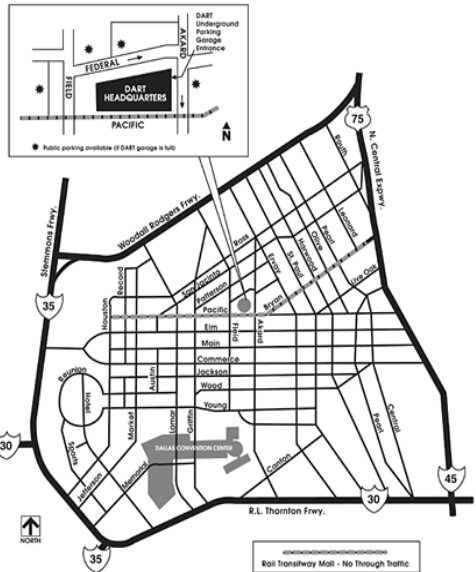 DART
Underground
Parking
Garage
Entrance
AKARD
FEDERAL
FIELD
DART
HEADQUARTERS
PACIFIC
N
Public parking available (if DART garage is full)
75
N. Central Expwy.
Stemmons Frwy.
Woodall Rodgers Frwy.
Routh
Leonard
Pearl
Olive
Harwood
St. Paul
Ervay
Ross
San Jacinto
Patterson
Record
Houston
Live Oak
Bryan
Pacific
35
Elm
Field
Akard
Main
Commerce
Reunion
Austin
Jackson
Wood
Hotel
Young
Market
Lamar
Griffin
Pearl
Central
Sports
DALLAS CONVENTION CENTER
30
Jefferson
Memorial
Canton
45
30
R.L. Thornton Frwy.
NORTH
35
Rail Transitway Mall - No Through Traffic